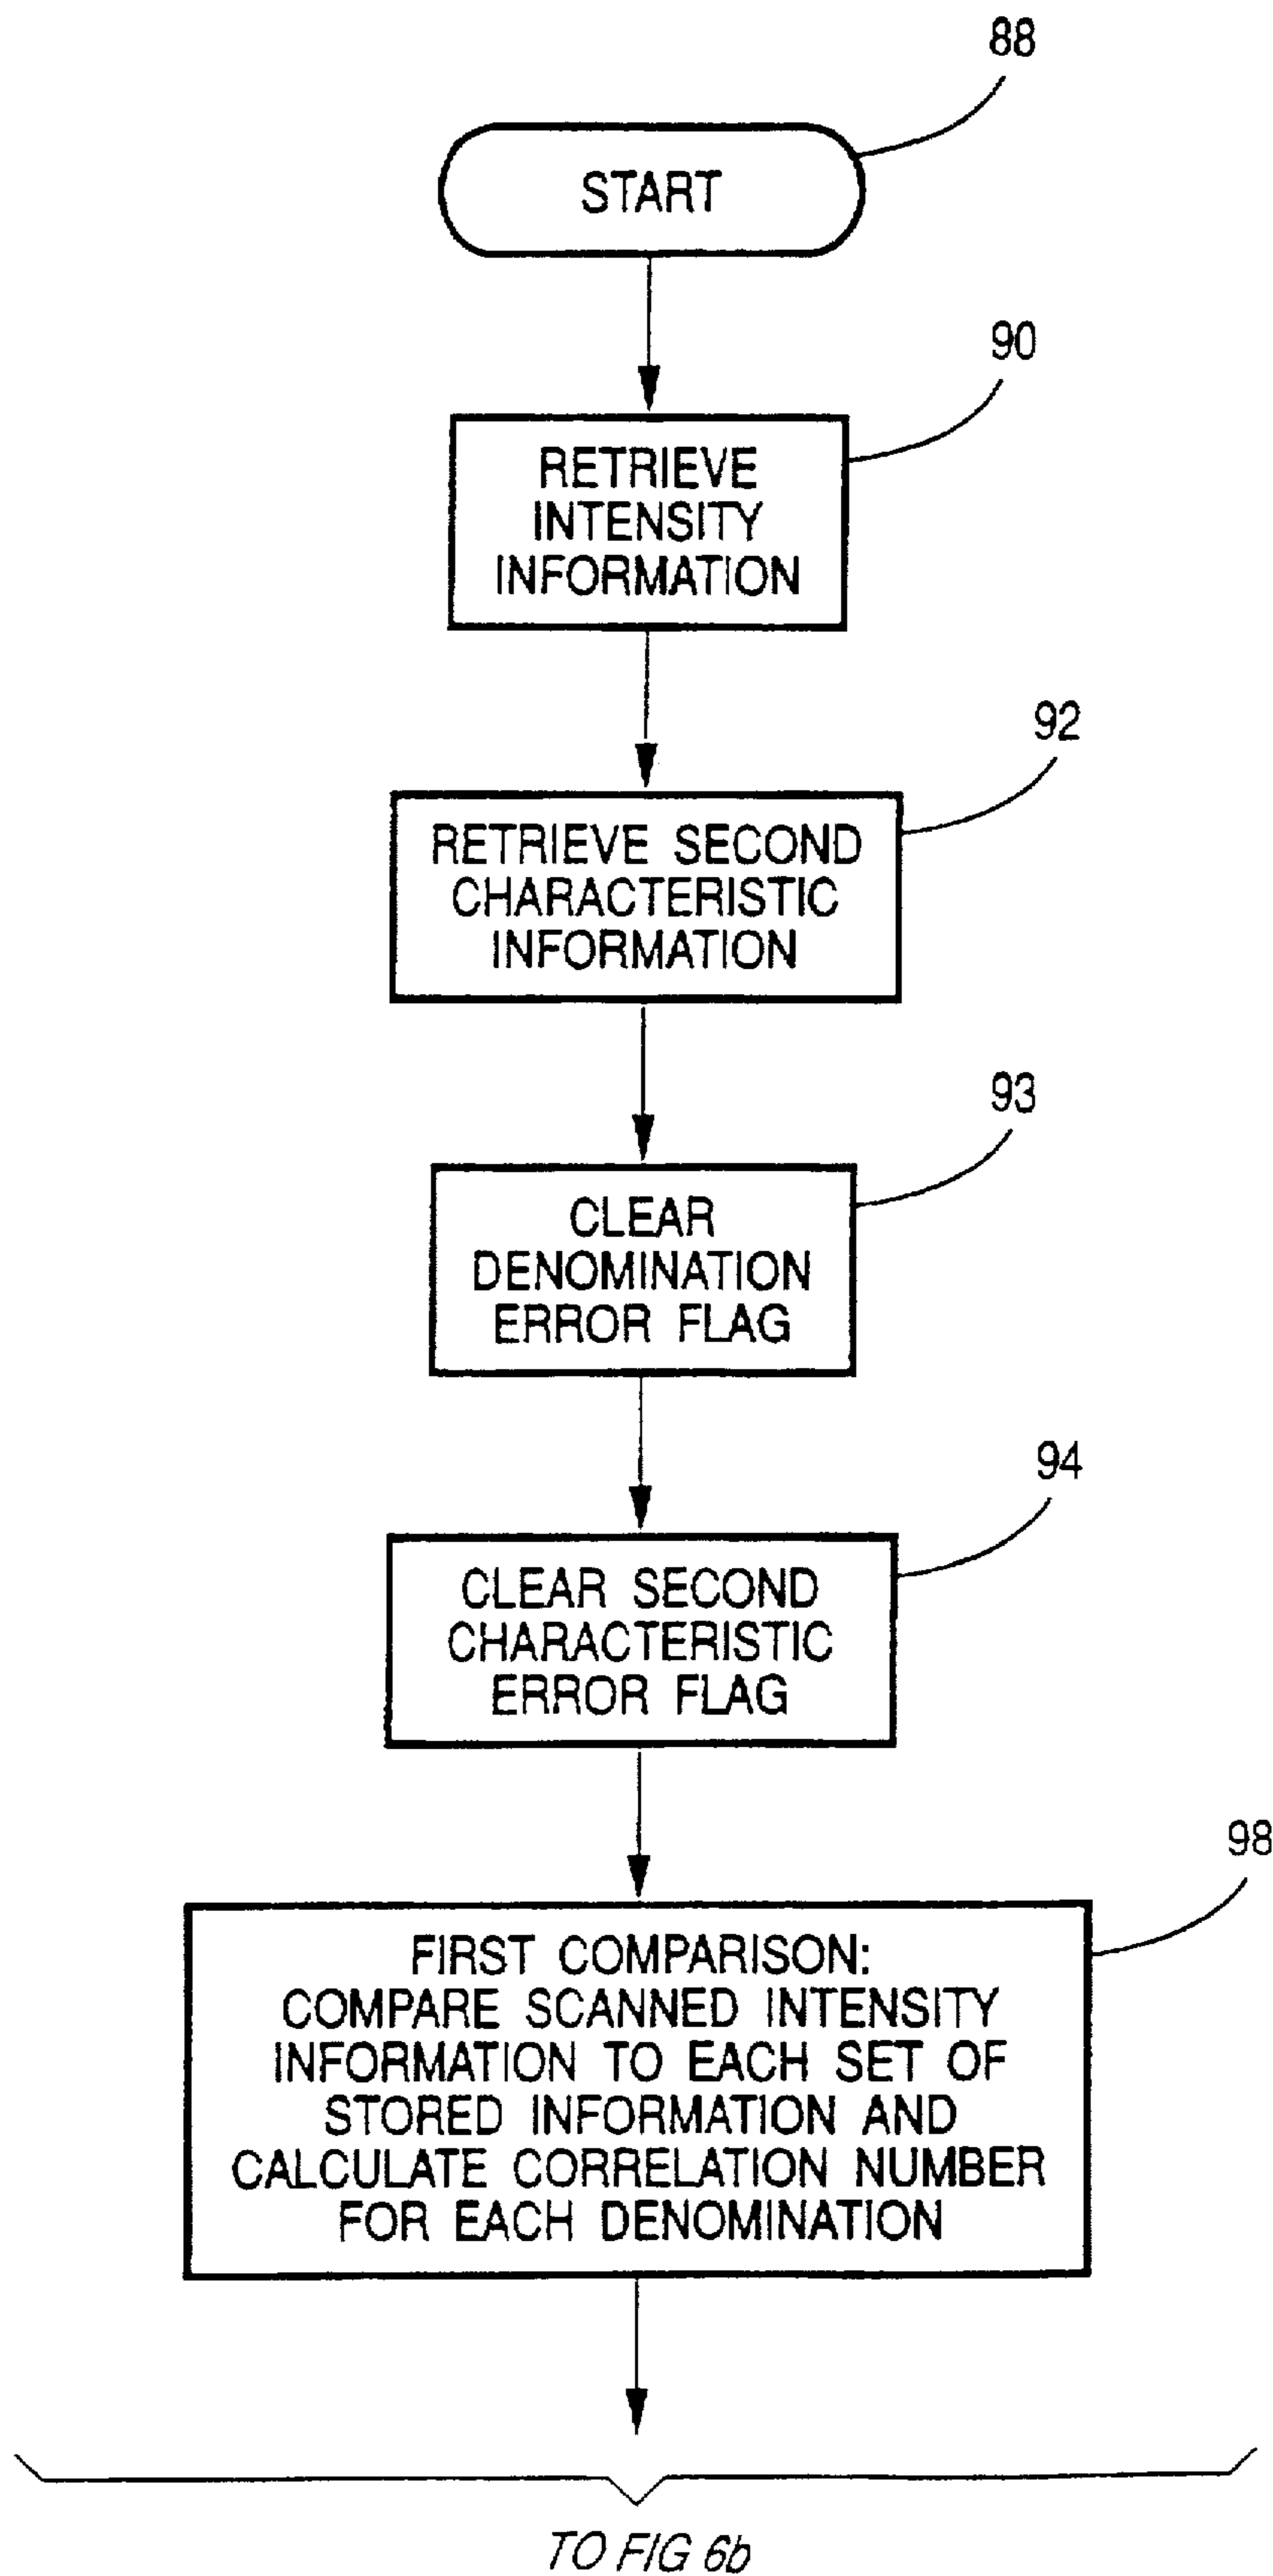 88
START
90
RETRIEVE
INTENSITY
INFORMATION
92
RETRIEVE SECOND
CHARACTERISTIC
INFORMATION
93
CLEAR
DENOMINATION
ERROR FLAG
94
CLEAR SECOND
CHARACTERISTIC
ERROR FLAG
98
FIRST COMPARISON:
COMPARE SCANNED INTENSITY
INFORMATION TO EACH SET OF
STORED INFORMATION AND
CALCULATE CORRELATION NUMBER
FOR EACH DENOMINATION
TO FIG 6b